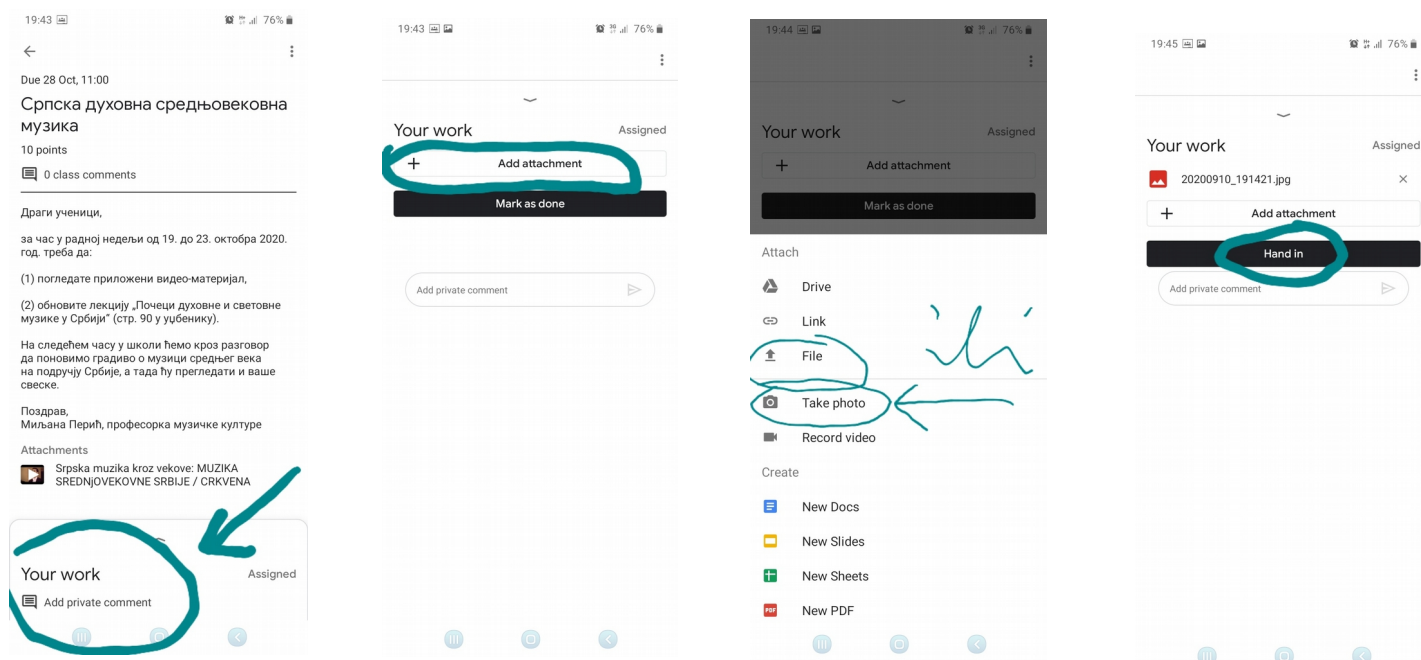 19:43
76%
Due 28 Oct, 11:00
Српска духовна средњовековна
музика
10 points
0 class comments
Драги ученици,
за час у радној недељи од 19. до 23. октобра 2020.
год. треба да:
(1) погледате приложени видео-материјал,
(2) обновите лекцију „Почеци духовне и световне
музике у Србији“ (стр. 90 у уџбенику).
На следећем часу у школи ћемо кроз разговор
да поновимо градиво о музици средњег века
на подручју Србије, а тада ћу прегледати и ваше
свеске.
Поздрав,
Миљана Перић, професорка музичке културе
Attachments
Srpska muzika kroz vekove: MUZIKA
SREDNjOVEKOVNE SRBIJE / CRKVENA
Your work
Assigned
Add private comment
19:43
76%
Your work
Assigned
+ Add attachment
Mark as done
Add private comment
19:44
76%
Your work
Assigned
+ Add attachment
Mark as done
Attach
Drive
Link
File
ili
Take photo
Record video
Create
New Docs
New Slides
New Sheets
PDF New PDF
19:45
76%
Your work
Assigned
20200910_191421.jpg
+ Add attachment
Hand in
Add private comment